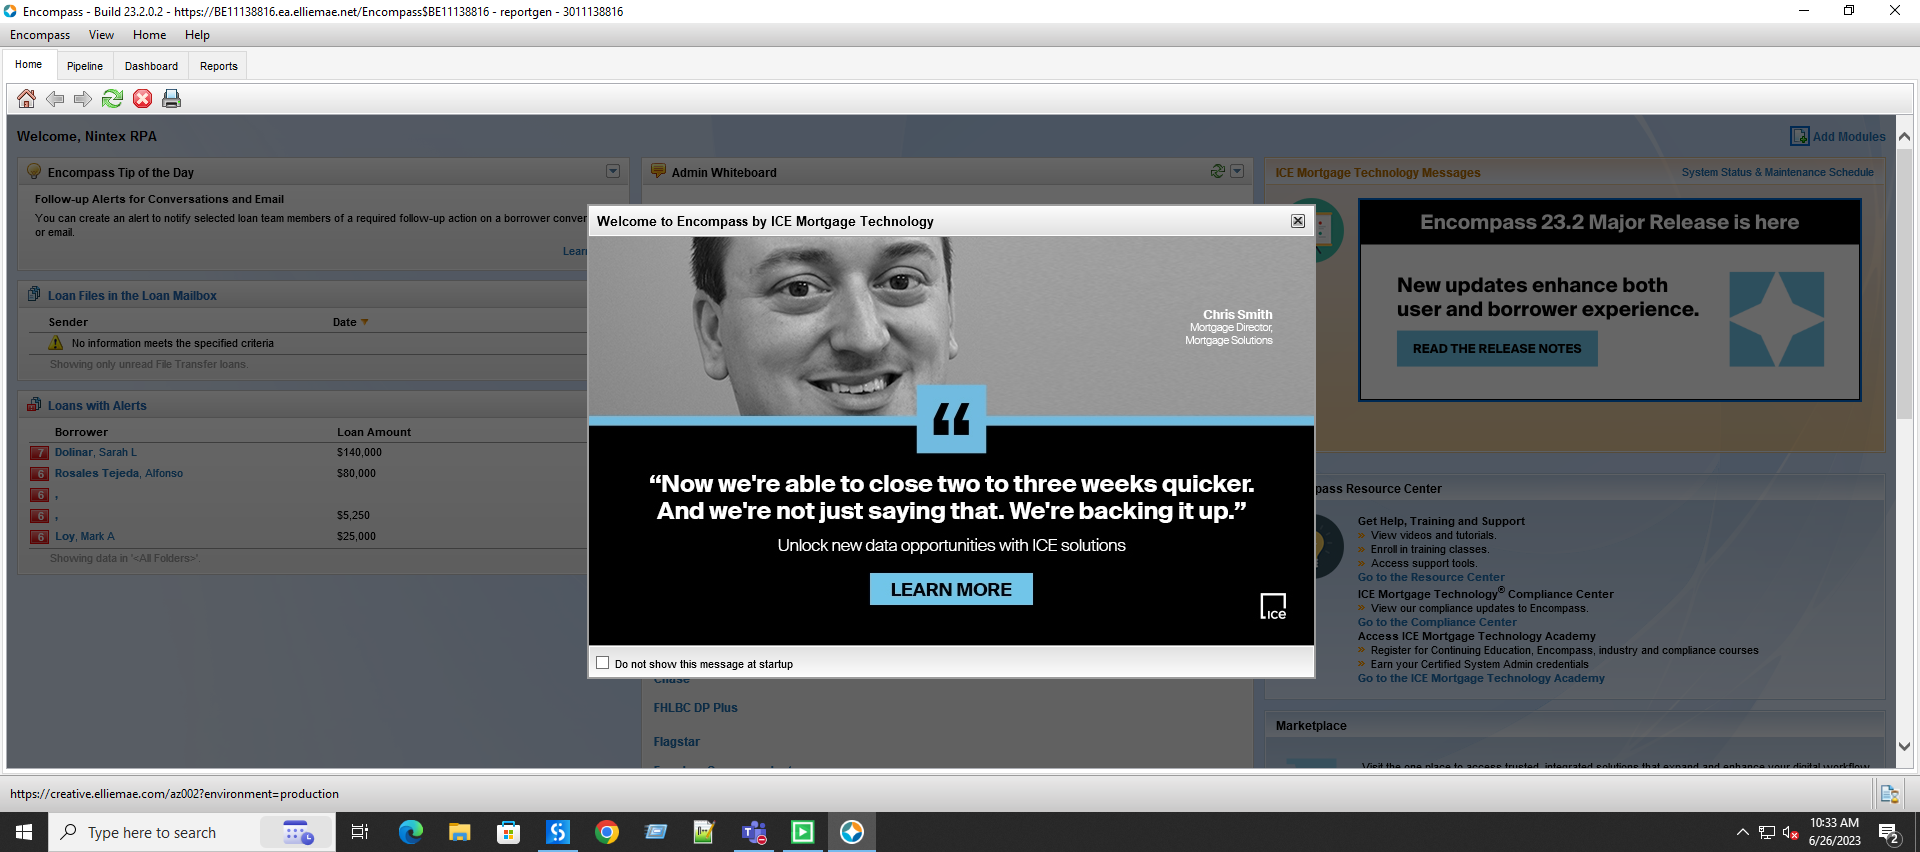 Encompass - Build 23.2.0.2 - https://BE11138816.ea.elliemae.net/Encompass$BE11138816 - reportgen - 3011138816
Encompass View Home Help
Home Pipeline Dashboard Reports
Welcome, Nintex RPA
Add Modules
Encompass Tip of the Day
Follow-up Alerts for Conversations and Email
You can create an alert to notify selected loan team members of a required follow-up action on a borrower conver
or email.
Lean
Loan Files in the Loan Mailbox
Sender Date
No information meets the specified criteria
Showing only unread File Transfer loans.
Loans with Alerts
Borrower Loan Amount
7 Dolinar, Sarah L $140,000
6 Rosales Tejeda, Alfonso $80,000
6 ,
6 , $5,250
6 Loy, Mark A $25,000
Showing data in '<All Folders>'.
Admin Whiteboard
Welcome to Encompass by ICE Mortgage Technology
Chris Smith
Mortgage Director,
Mortgage Solutions
“
“Now we're able to close two to three weeks quicker.
And we're not just saying that. We're backing it up.”
Unlock new data opportunities with ICE solutions
LEARN MORE
ICE
Do not show this message at startup
Chase
FHLBC DP Plus
Flagstar
ICE Mortgage Technology Messages
System Status & Maintenance Schedule
Encompass 23.2 Major Release is here
New updates enhance both
user and borrower experience.
READ THE RELEASE NOTES
pass Resource Center
Get Help, Training and Support
» View videos and tutorials.
» Enroll in training classes.
» Access support tools.
Go to the Resource Center
ICE Mortgage Technology® Compliance Center
» View our compliance updates to Encompass.
Go to the Compliance Center
Access ICE Mortgage Technology Academy
» Register for Continuing Education, Encompass, industry and compliance courses
» Earn your Certified System Admin credentials
Go to the ICE Mortgage Technology Academy
Marketplace
Visit the one place to access trusted, integrated solutions that expand and enhance your digital workflow
https://creative.elliemae.com/az002?environment=production
Type here to search
10:33 AM
6/26/2023
2